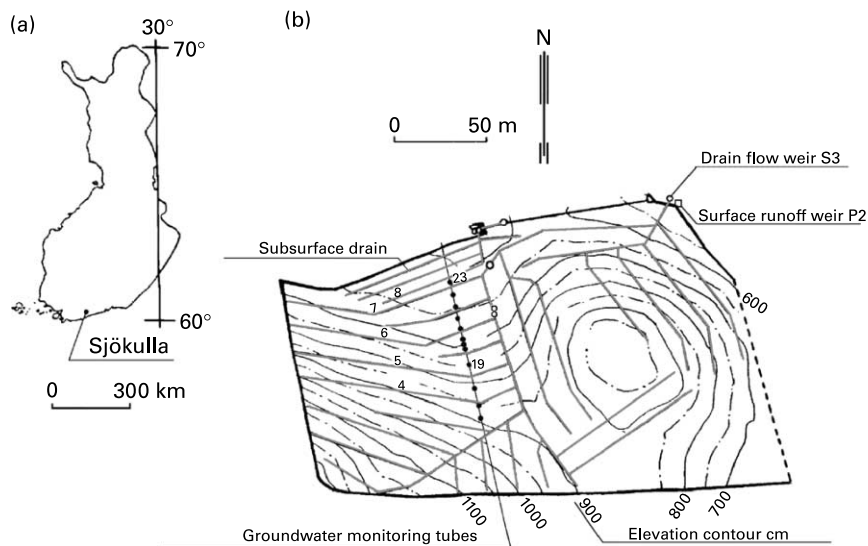 (a)
30°
70°
60°
Sjökulla
0 300 km
(b)
N
0 50 m
Drain flow weir S3
Surface runoff weir P2
Subsurface drain
23
8
7
8
6
19
5
4
600
1100
1000
900
800
700
Groundwater monitoring tubes
Elevation contour cm